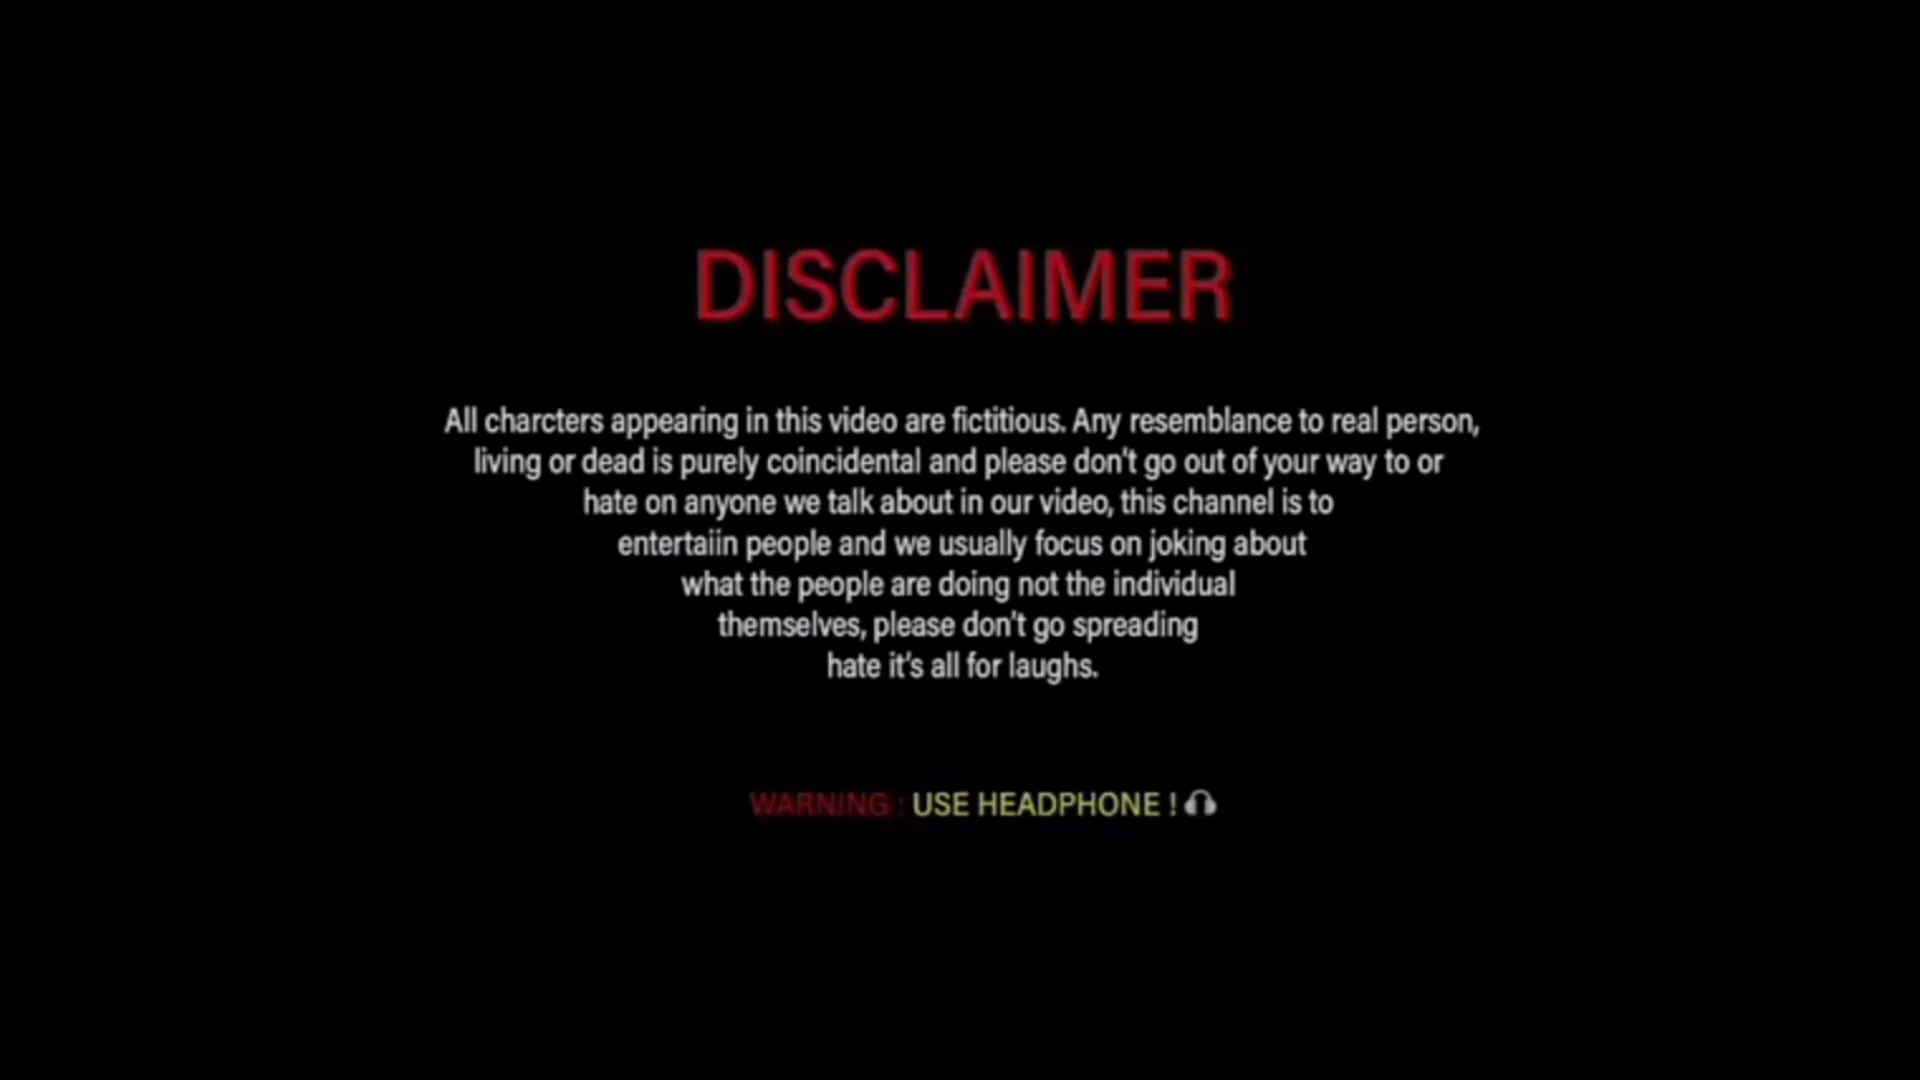 DISCLAIMER
All charcters appearing in this video are fictitious. Any resemblance to real person,
living or dead is purely coincidental and please don't go out of your way to or
hate on anyone we talk about in our video, this channel is to
entertaiin people and we usually focus on joking about
what the people are doing not the individual
themselves, please don't go spreading
hate it's all for laughs.
WARNING : USE HEADPHONE !